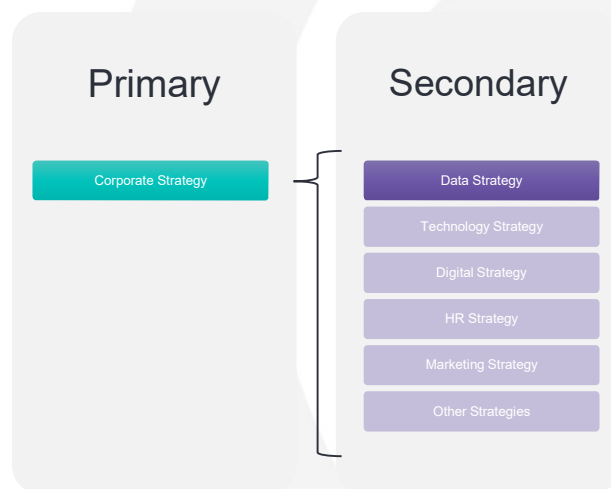 Primary
Secondary
Corporate Strategy
Data Strategy
Technology Strategy
Digital Strategy
HR Strategy
Marketing Strategy
Other Strategies